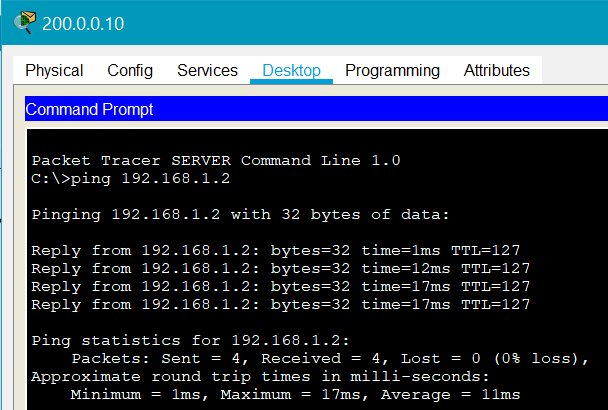 200.0.0.10
Physical Config Services Desktop Programming Attributes
Command Prompt
Packet Tracer SERVER Command Line 1.0
C:\>ping 192.168.1.2
Pinging 192.168.1.2 with 32 bytes of data:
Reply from 192.168.1.2: bytes=32 time=1ms TTL=127
Reply from 192.168.1.2: bytes=32 time=12ms TTL=127
Reply from 192.168.1.2: bytes=32 time=17ms TTL=127
Reply from 192.168.1.2: bytes=32 time=17ms TTL=127
Ping statistics for 192.168.1.2:
    Packets: Sent = 4, Received = 4, Lost = 0 (0% loss),
Approximate round trip times in milli-seconds:
    Minimum = 1ms, Maximum = 17ms, Average = 11ms